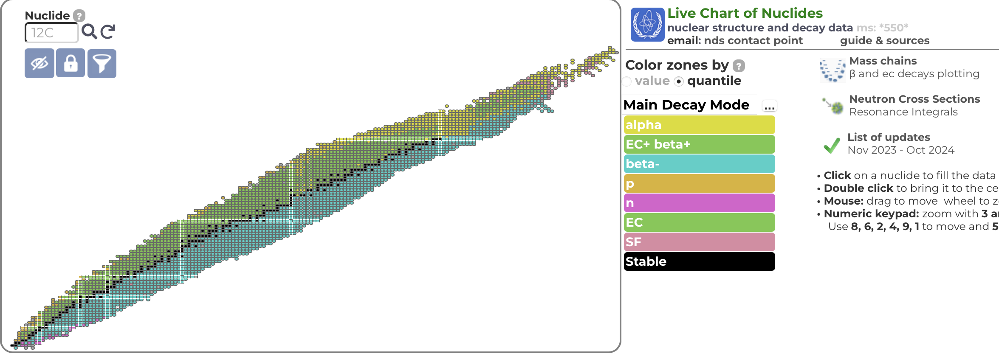 Nuclide ?
12C
Live Chart of Nuclides
nuclear structure and decay data ms: *550*
email: nds contact point guide & sources
Color zones by ?
value quantile
Main Decay Mode ...
alpha
EC+ beta+
beta-
p
n
EC
SF
Stable
Mass chains
β and ec decays plotting
Neutron Cross Sections
Resonance Integrals
List of updates
Nov 2023 - Oct 2024
• Click on a nuclide to fill the data
• Double click to bring it to the ce
• Mouse: drag to move wheel to z
• Numeric keypad: zoom with 3 a
Use 8, 6, 2, 4, 9, 1 to move and 5